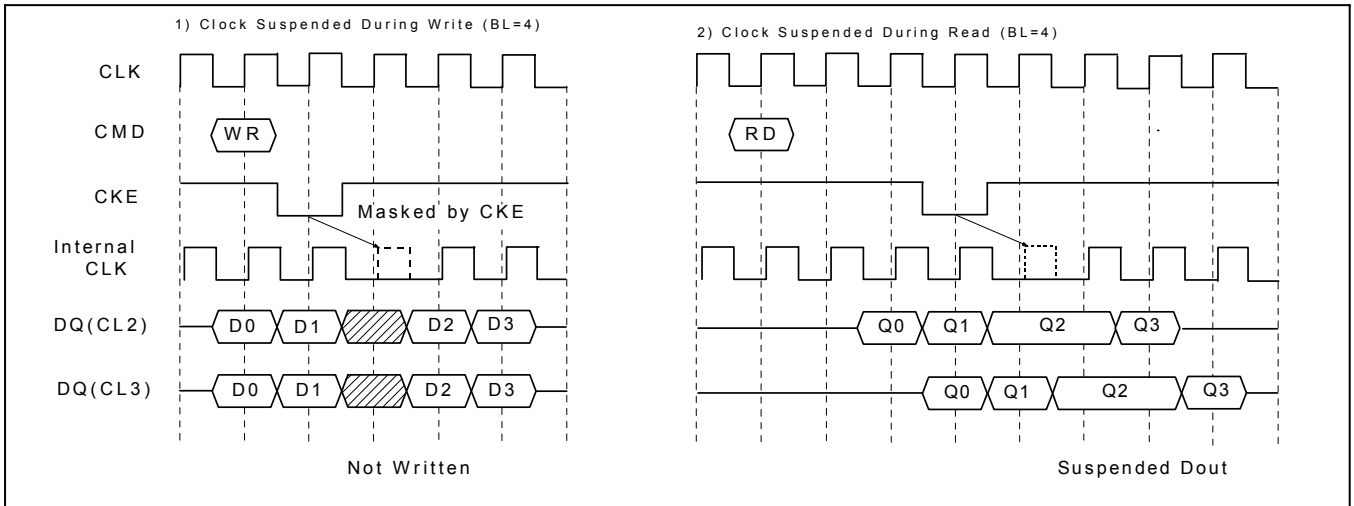 1) Clock Suspended During Write (BL=4)
2) Clock Suspended During Read (BL=4)
CLK
CMD
WR
RD
CKE
Masked by CKE
Internal
CLK
DQ(CL2)
D0 D1 D2 D3
Q0 Q1 Q2 Q3
DQ(CL3)
D0 D1 D2 D3
Q0 Q1 Q2 Q3
Not Written
Suspended Dout